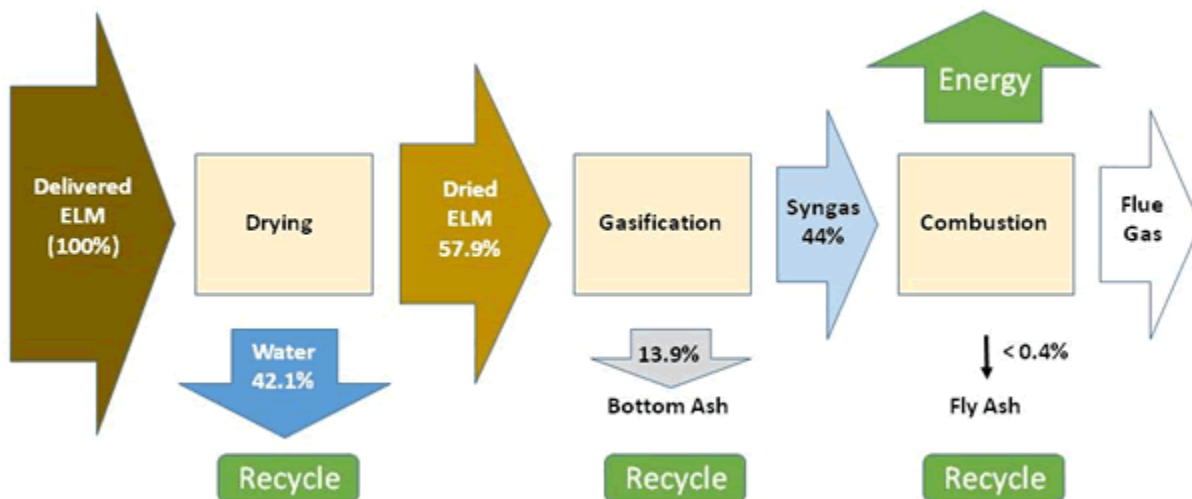 Delivered
ELM
(100%)
Drying
Water
42.1%
Recycle
Dried
ELM
57.9%
Gasification
13.9%
Bottom Ash
Recycle
Syngas
44%
Energy
Combustion
< 0.4%
Fly Ash
Recycle
Flue
Gas